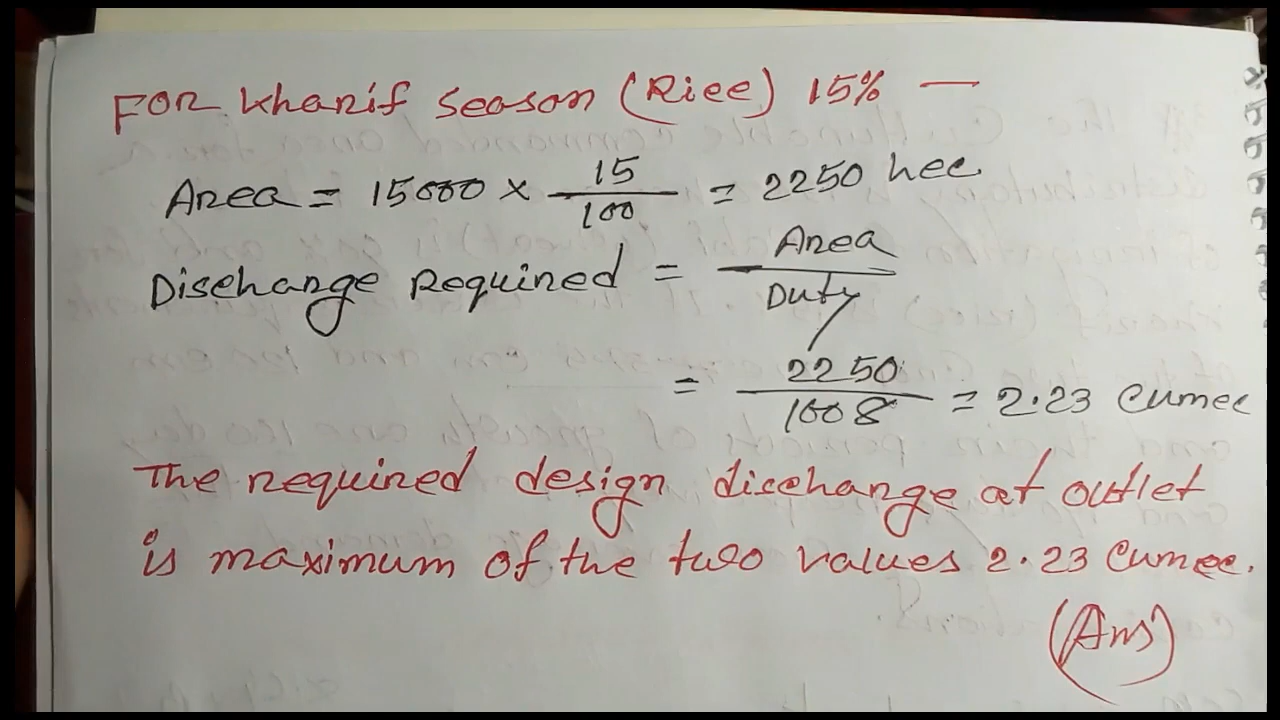 FOR Kharif Season (Rice) 15% —
Area = 15000 × 15/100 = 2250 hec.
Discharge Required = Area/Duty
= 2250/1008 = 2.23 Cumec
The required design discharge at outlet
is maximum of the two values 2.23 Cumec.
(Ans)